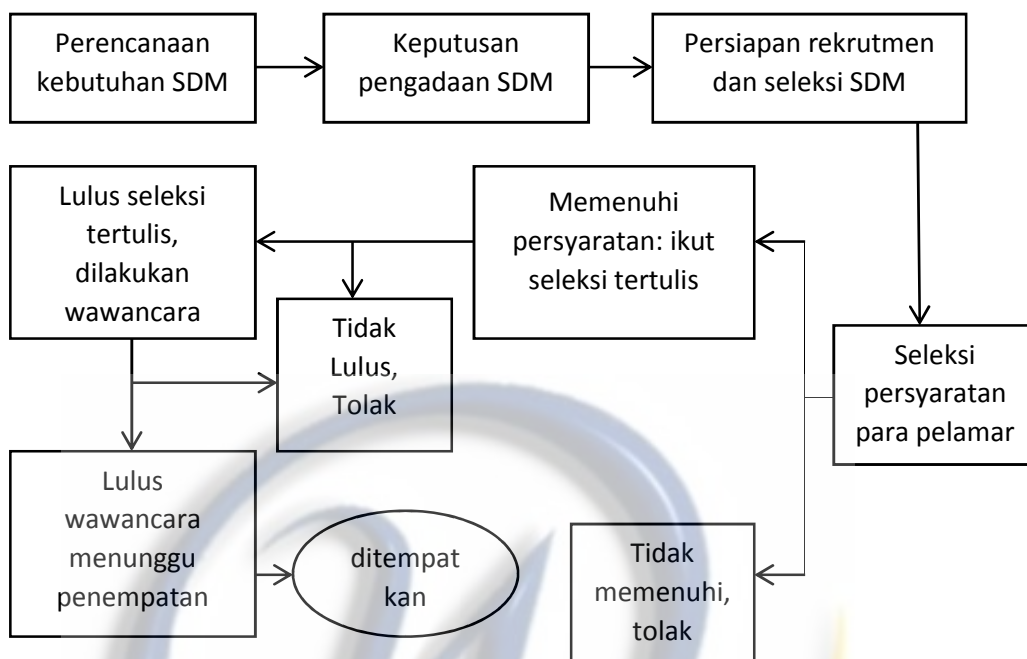 Perencanaan
kebutuhan SDM
Keputusan
pengadaan SDM
Persiapan rekrutmen
dan seleksi SDM
Seleksi
persyaratan
para pelamar
Memenuhi
persyaratan: ikut
seleksi tertulis
Tidak
memenuhi,
tolak
Lulus seleksi
tertulis,
dilakukan
wawancara
Tidak
Lulus,
Tolak
Lulus
wawancara
menunggu
penempatan
ditempat
kan